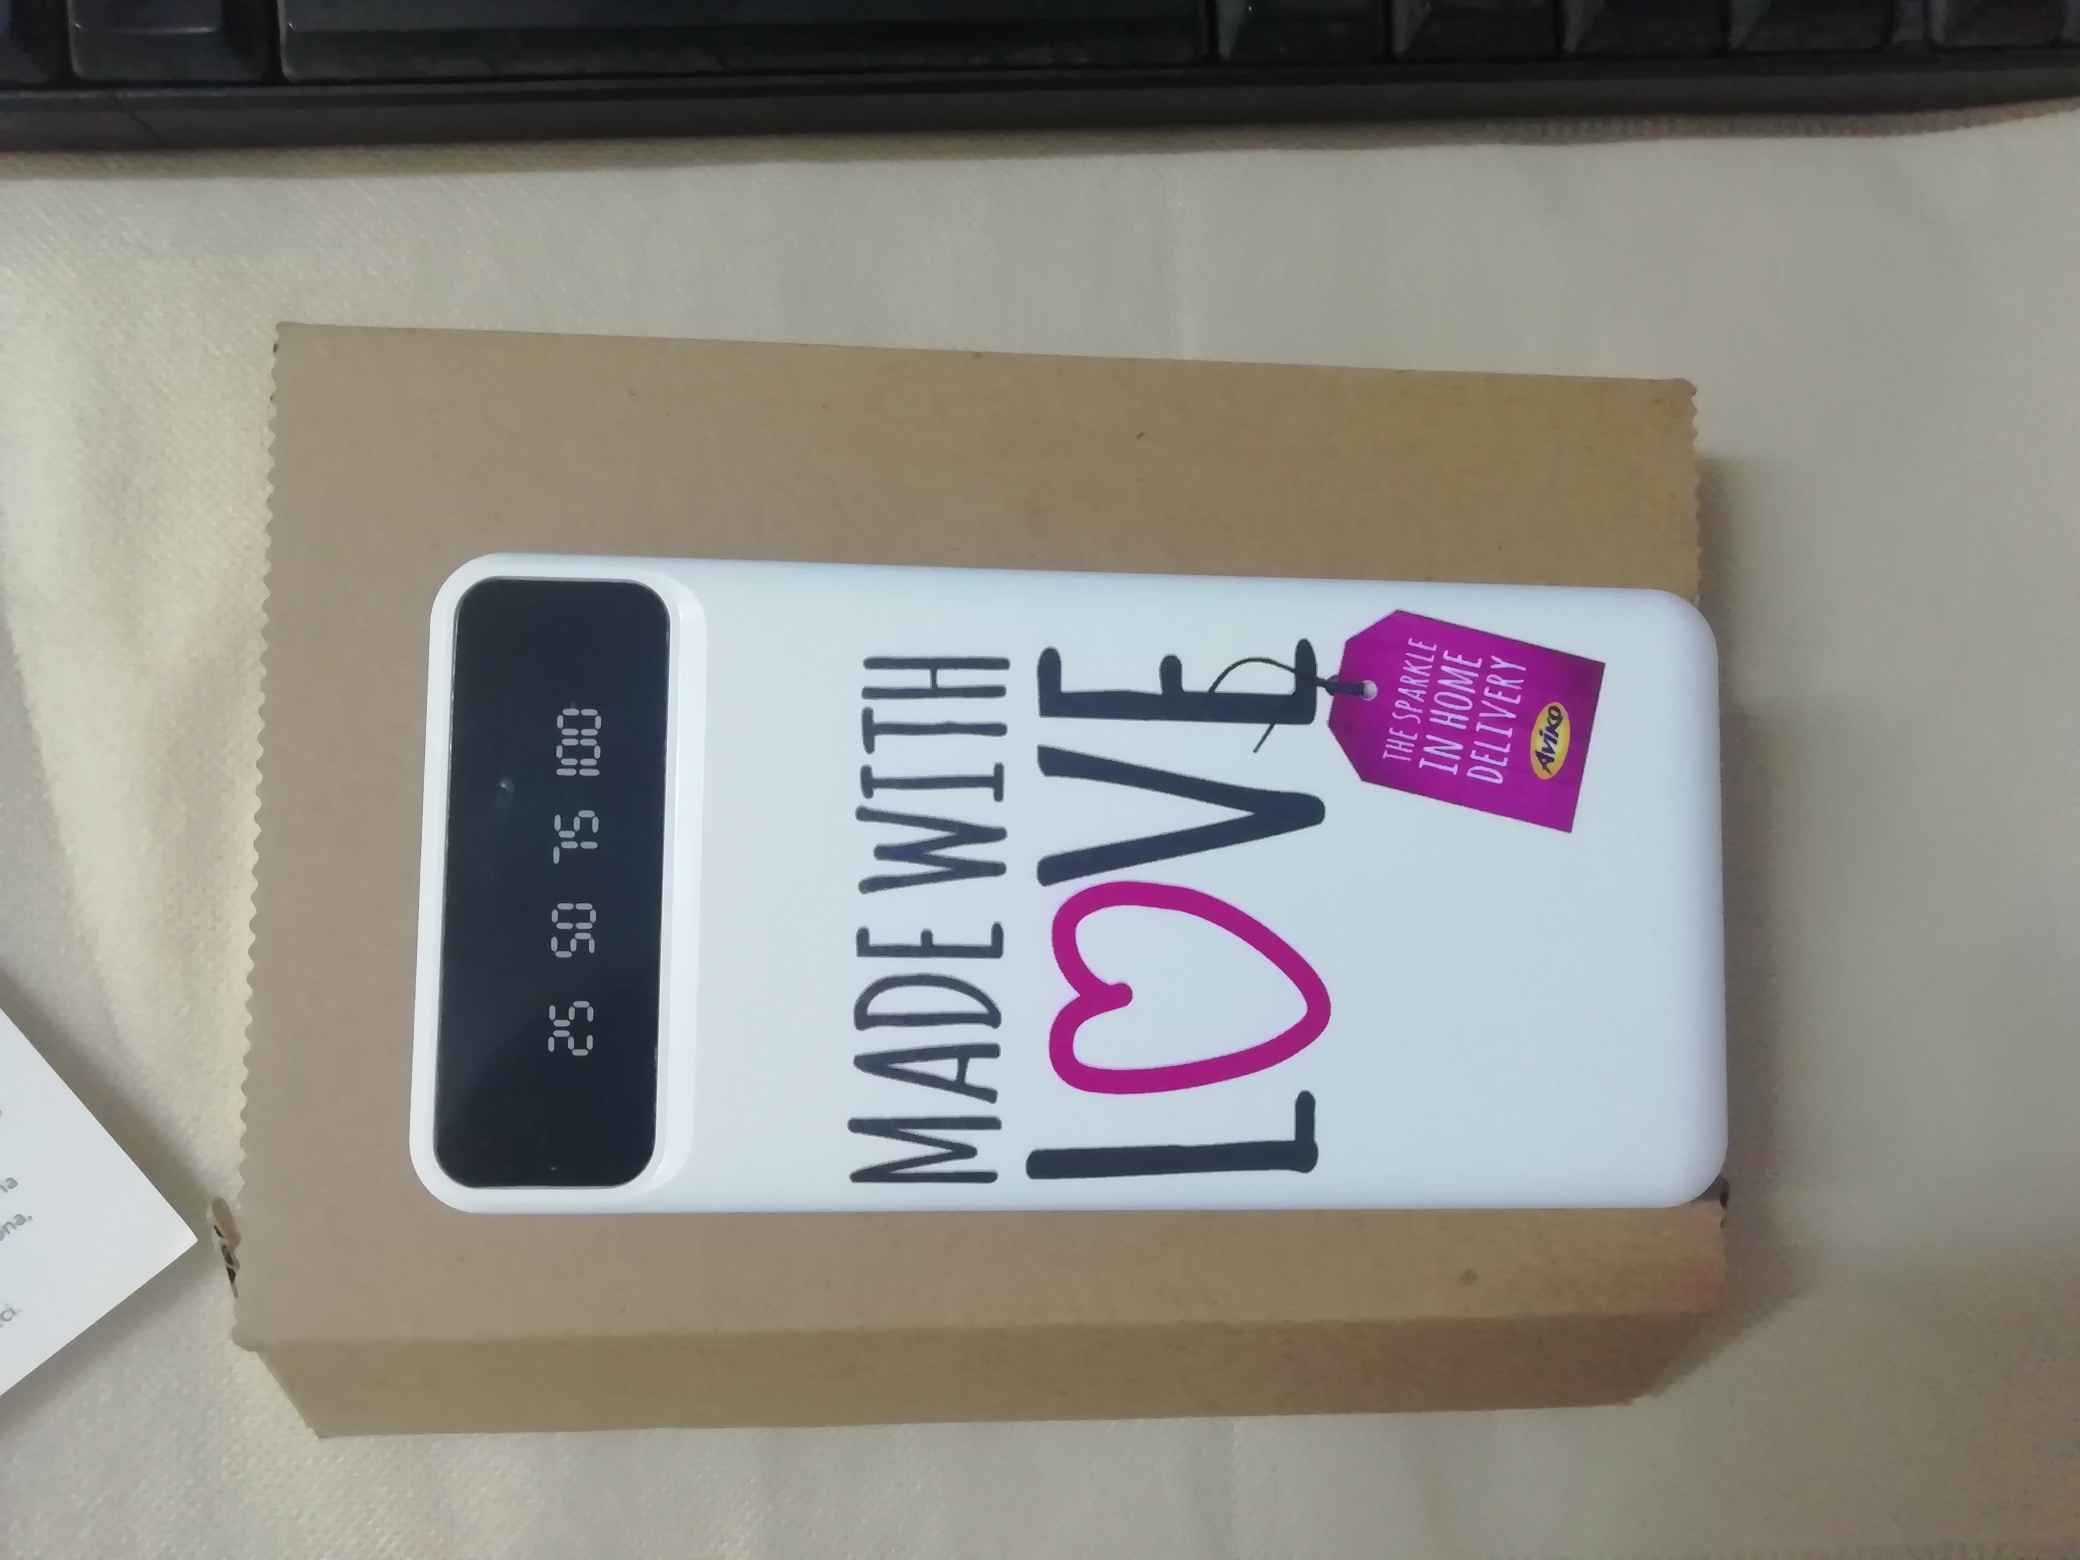 25 50 75 100
MADE WITH
LOVE
THE SPARKLE
IN HOME
DELIVERY
Aviko